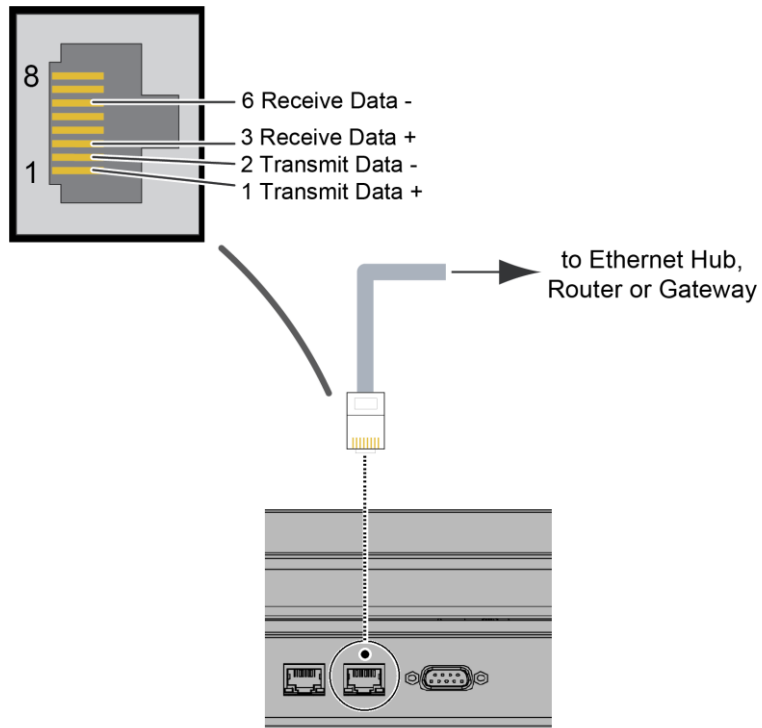 8
6 Receive Data -
3 Receive Data +
2 Transmit Data -
1
1 Transmit Data +
to Ethernet Hub,
Router or Gateway